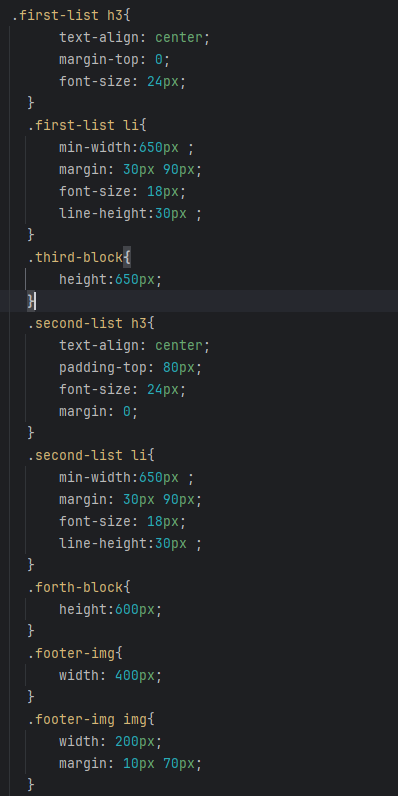 .first-list h3{
text-align: center;
margin-top: 0;
font-size: 24px;
}
.first-list li{
min-width:650px ;
margin: 30px 90px;
font-size: 18px;
line-height:30px ;
}
.third-block{
height:650px;
}
.second-list h3{
text-align: center;
padding-top: 80px;
font-size: 24px;
margin: 0;
}
.second-list li{
min-width:650px ;
margin: 30px 90px;
font-size: 18px;
line-height:30px ;
}
.forth-block{
height:600px;
}
.footer-img{
width: 400px;
}
.footer-img img{
width: 200px;
margin: 10px 70px;
}